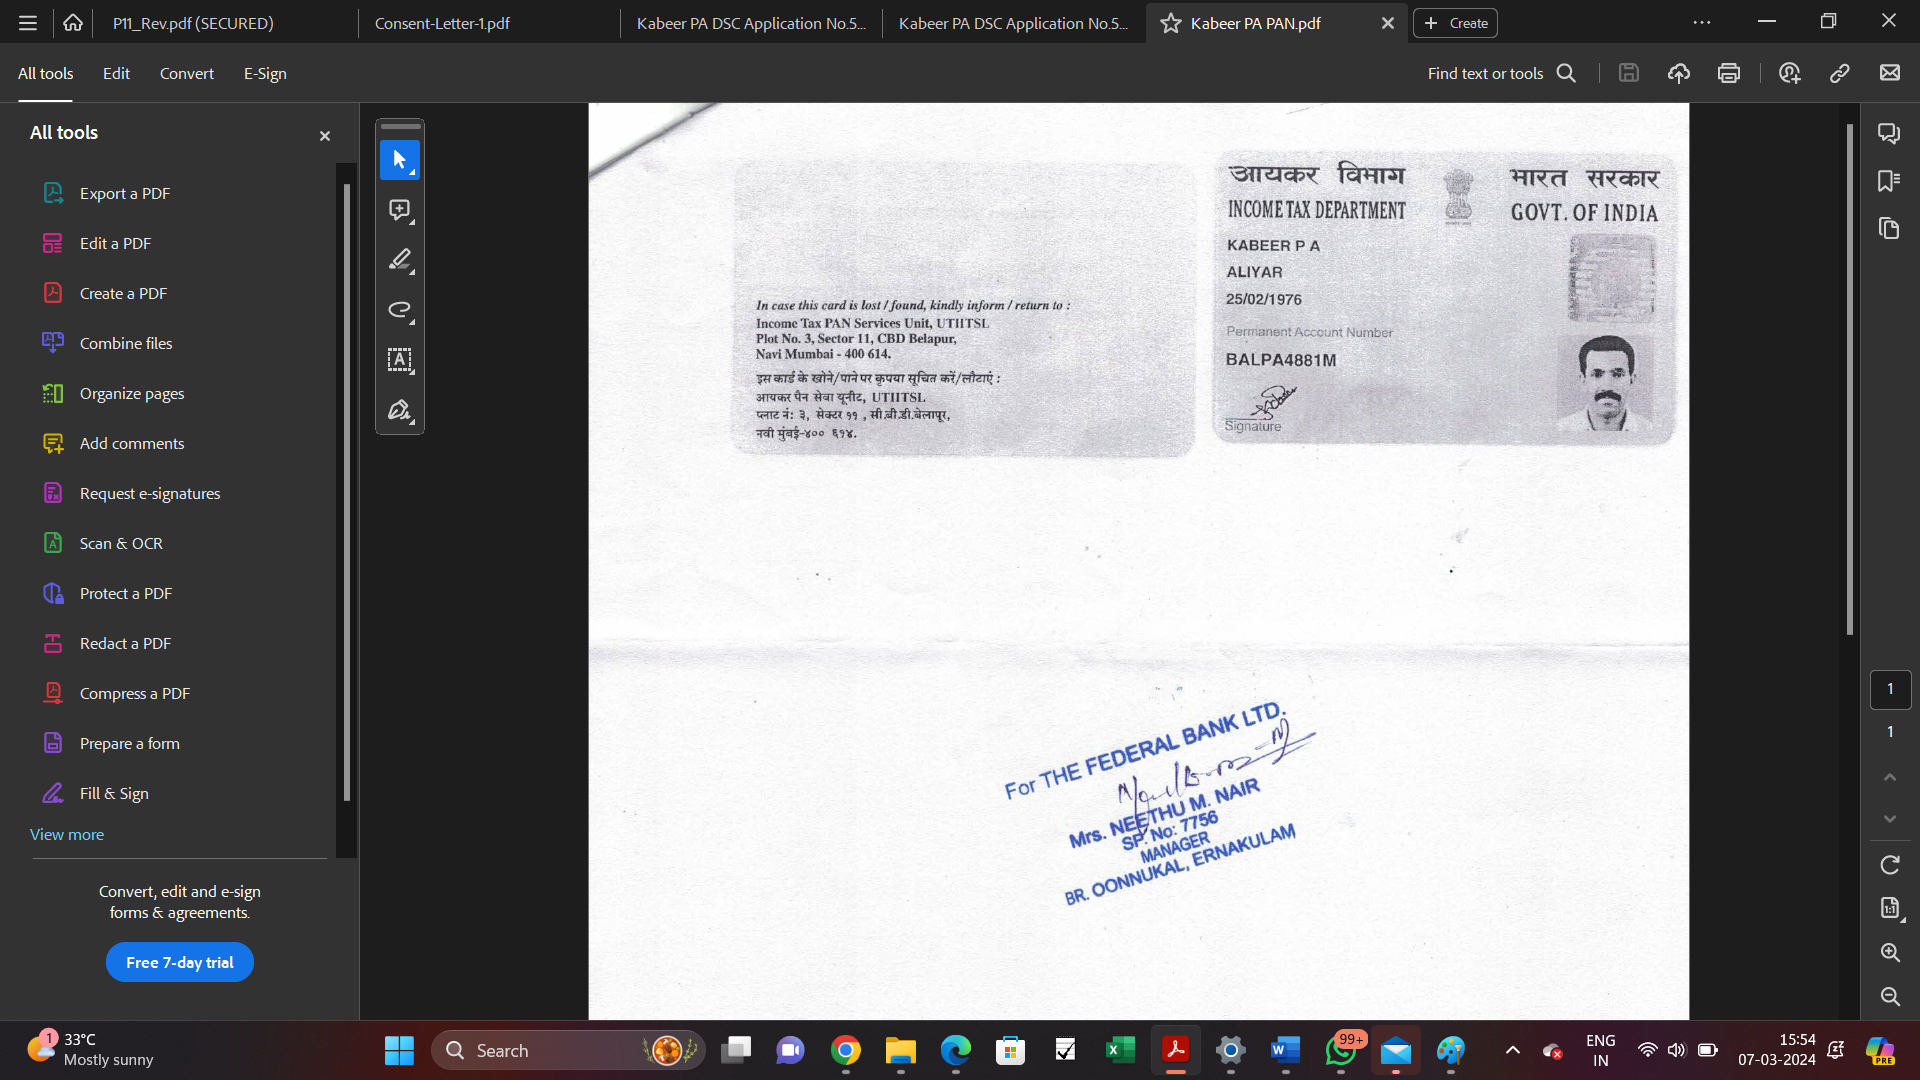 P11_Rev.pdf (SECURED)
Consent-Letter-1.pdf
Kabeer PA DSC Application No.5...
Kabeer PA DSC Application No.5...
Kabeer PA PAN.pdf
Create
All tools
Edit
Convert
E-Sign
Find text or tools
All tools
Export a PDF
Edit a PDF
Create a PDF
Combine files
Organize pages
Add comments
Request e-signatures
Scan & OCR
Protect a PDF
Redact a PDF
Compress a PDF
Prepare a form
Fill & Sign
View more
Convert, edit and e-sign
forms & agreements.
Free 7-day trial
In case this card is lost / found, kindly inform / return to :
Income Tax PAN Services Unit, UTIITSL
Plot No. 3, Sector 11, CBD Belapur,
Navi Mumbai - 400 614.
इस कार्ड के खोने/पाने पर कृपया सूचित करें/लौटाएं :
आयकर पैन सेवा यूनीट, UTIITSL
प्लाट नं: ३, सेक्टर ११ , सी.बी.डी.बेलापूर,
नवी मुंबई-४०० ६१४.
आयकर विभाग
INCOME TAX DEPARTMENT
भारत सरकार
GOVT. OF INDIA
KABEER P A
ALIYAR
25/02/1976
Permanent Account Number
BALPA4881M
Signature
For THE FEDERAL BANK LTD.
Mrs. NEETHU M. NAIR
SP. No: 7756
MANAGER
BR. OONNUKAL, ERNAKULAM
1
1
1
33°C
Mostly sunny
Search
99+
ENG
IN
15:54
07-03-2024
PRE